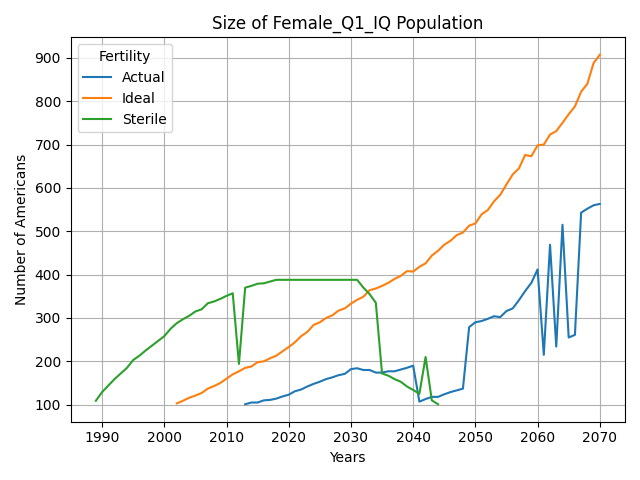 Size of Female_Q1_IQ Population
Fertility
Actual
Ideal
Sterile
Number of Americans
900
800
700
600
500
400
300
200
100
1990 2000 2010 2020 2030 2040 2050 2060 2070
Years